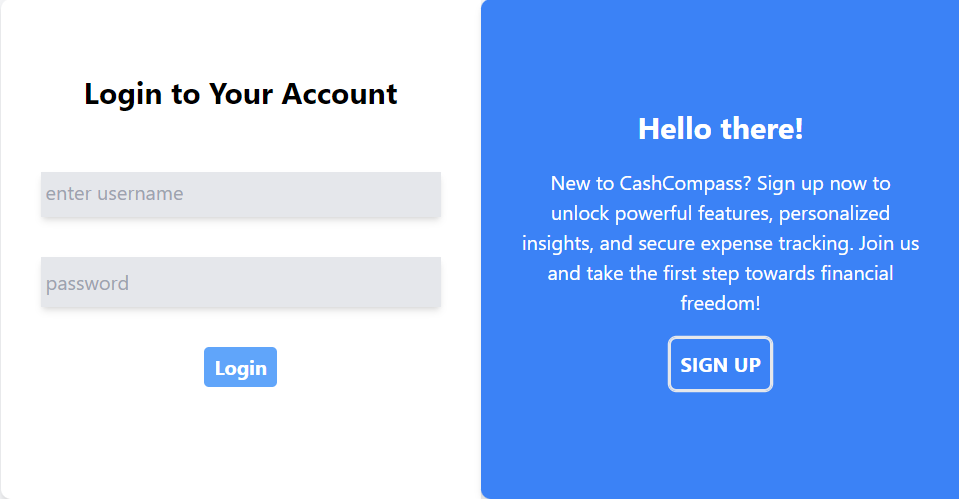 Login to Your Account
enter username
password
Login
Hello there!
New to CashCompass? Sign up now to
unlock powerful features, personalized
insights, and secure expense tracking. Join us
and take the first step towards financial
freedom!
SIGN UP